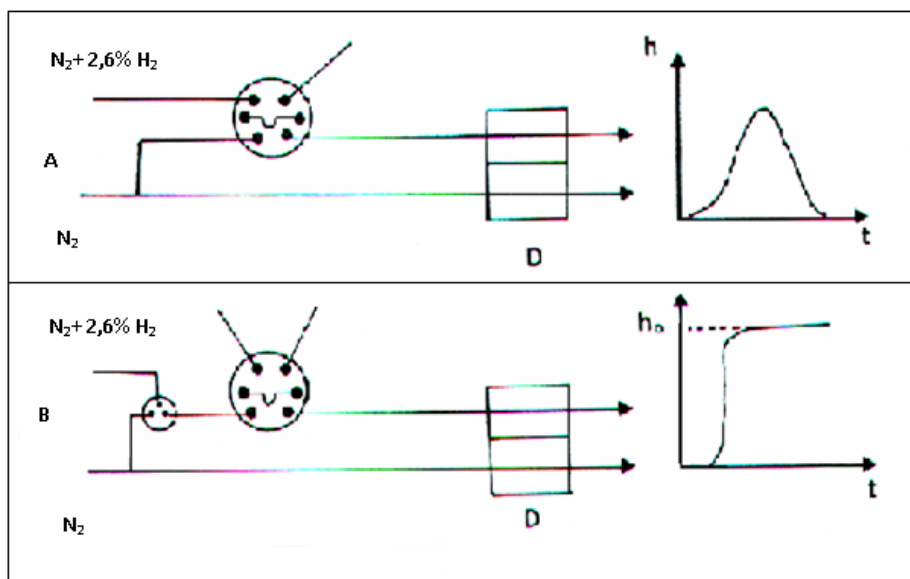 N₂+ 2,6% H₂
h
A
t
N₂
D
N₂+ 2,6% H₂
h₀
B
t
D
N₂